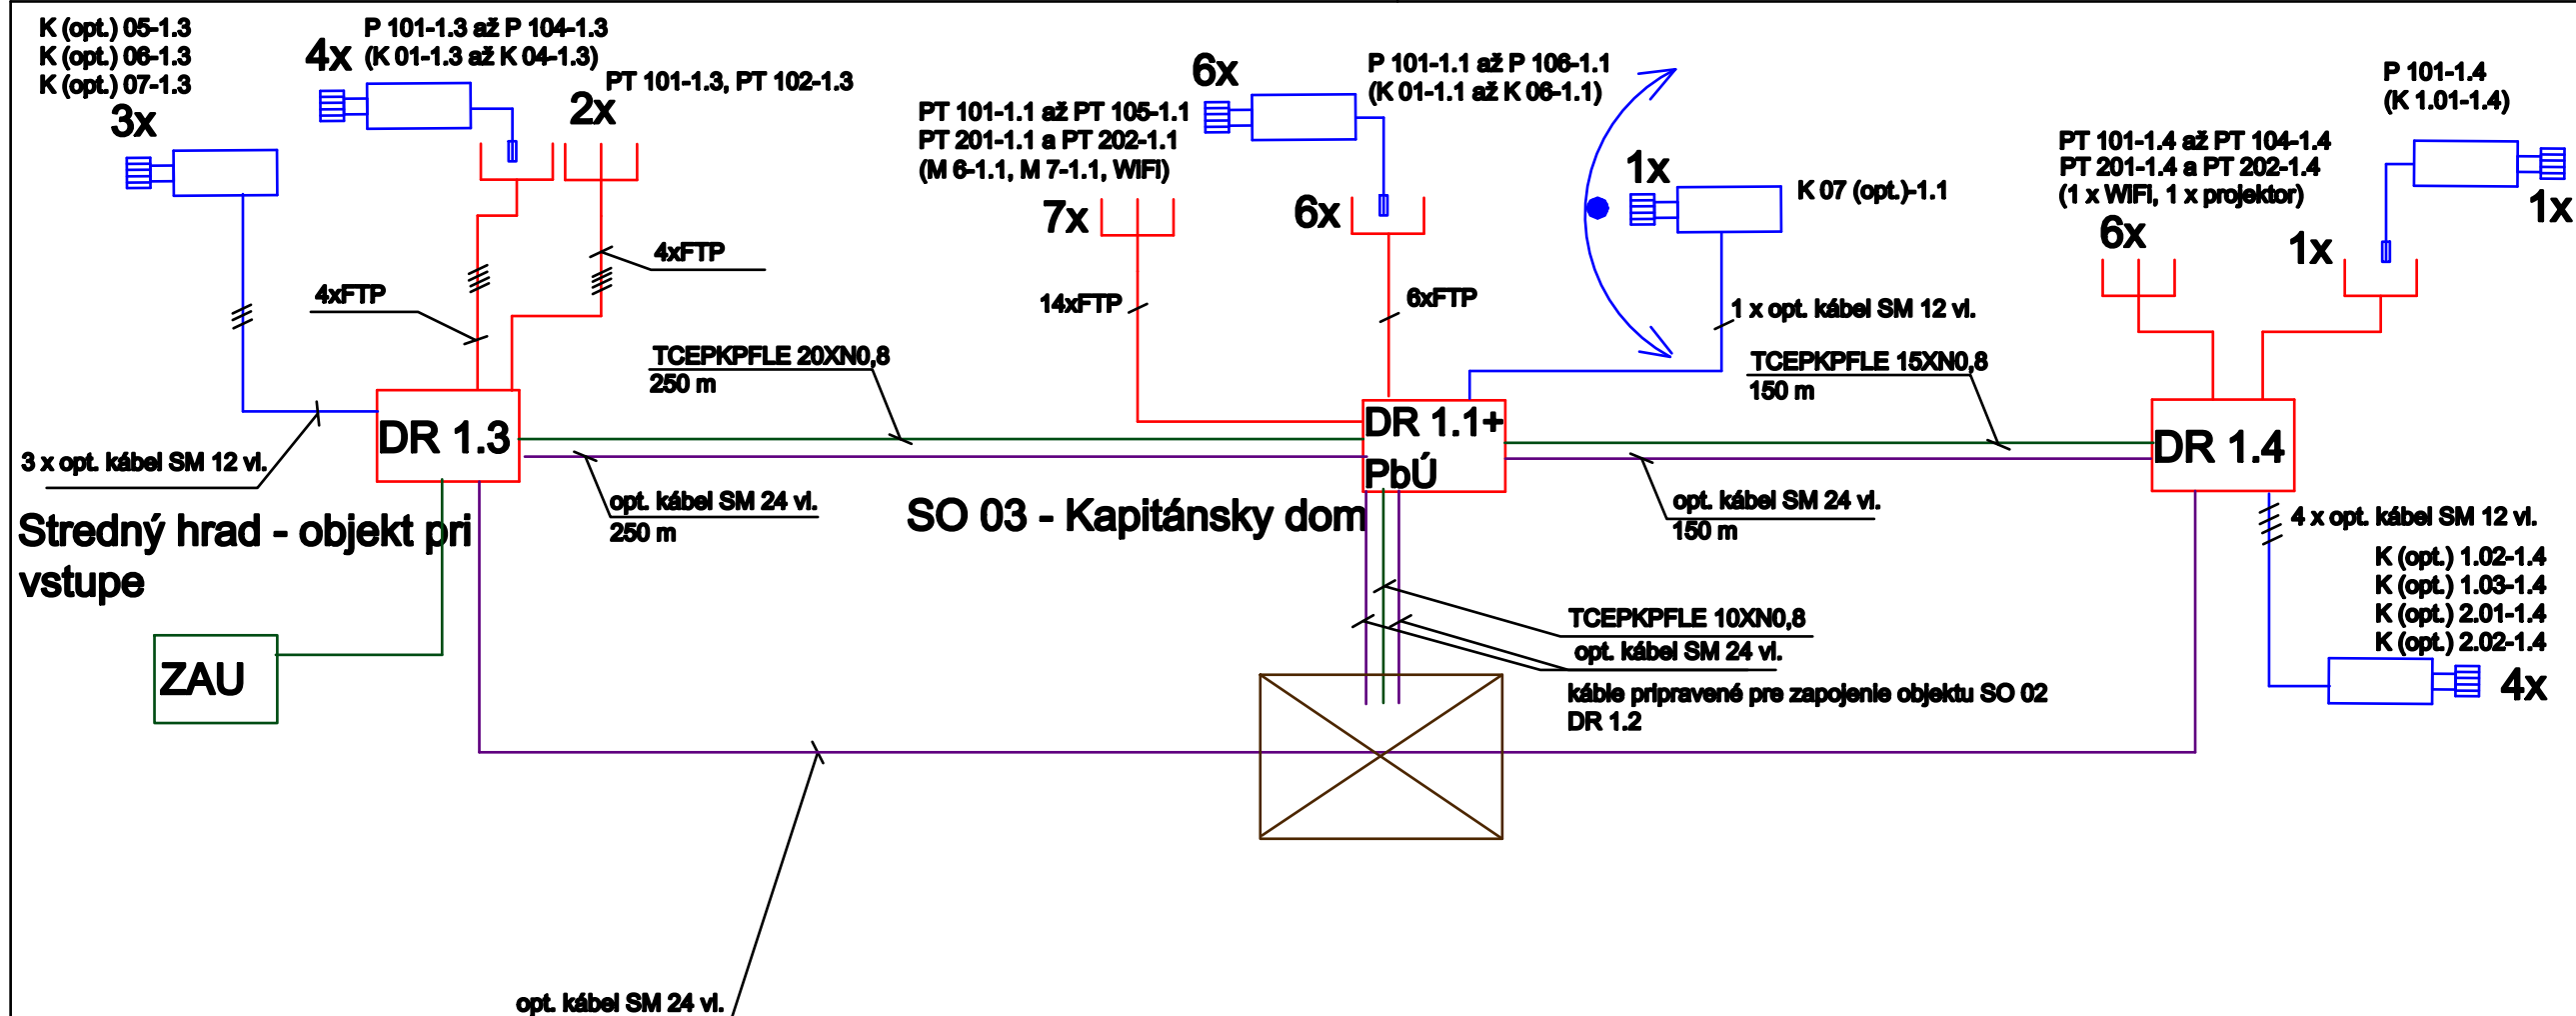 K (opt.) 05-1.3
K (opt.) 06-1.3
K (opt.) 07-1.3
3x
4x
P 101-1.3 až P 104-1.3
(K 01-1.3 až K 04-1.3)
PT 101-1.3, PT 102-1.3
2x
4xFTP
4xFTP
3 x opt. kábel SM 12 vl.
DR 1.3
TCEPKPFLE 20XN0,8
250 m
opt. kábel SM 24 vl.
250 m
Stredný hrad - objekt pri
vstupe
ZAU
opt. kábel SM 24 vl.
PT 101-1.1 až PT 105-1.1
PT 201-1.1 a PT 202-1.1
(M 6-1.1, M 7-1.1, WiFi)
7x
14xFTP
6x
P 101-1.1 až P 106-1.1
(K 01-1.1 až K 06-1.1)
6x
6xFTP
1x
K 07 (opt.)-1.1
1 x opt. kábel SM 12 vl.
DR 1.1+
PbÚ
SO 03 - Kapitánsky dom
TCEPKPFLE 15XN0,8
150 m
opt. kábel SM 24 vl.
150 m
TCEPKPFLE 10XN0,8
opt. kábel SM 24 vl.
káble pripravené pre zapojenie objektu SO 02
DR 1.2
PT 101-1.4 až PT 104-1.4
PT 201-1.4 a PT 202-1.4
(1 x WiFi, 1 x projektor)
6x
P 101-1.4
(K 1.01-1.4)
1x
1x
DR 1.4
4 x opt. kábel SM 12 vl.
K (opt.) 1.02-1.4
K (opt.) 1.03-1.4
K (opt.) 2.01-1.4
K (opt.) 2.02-1.4
4x